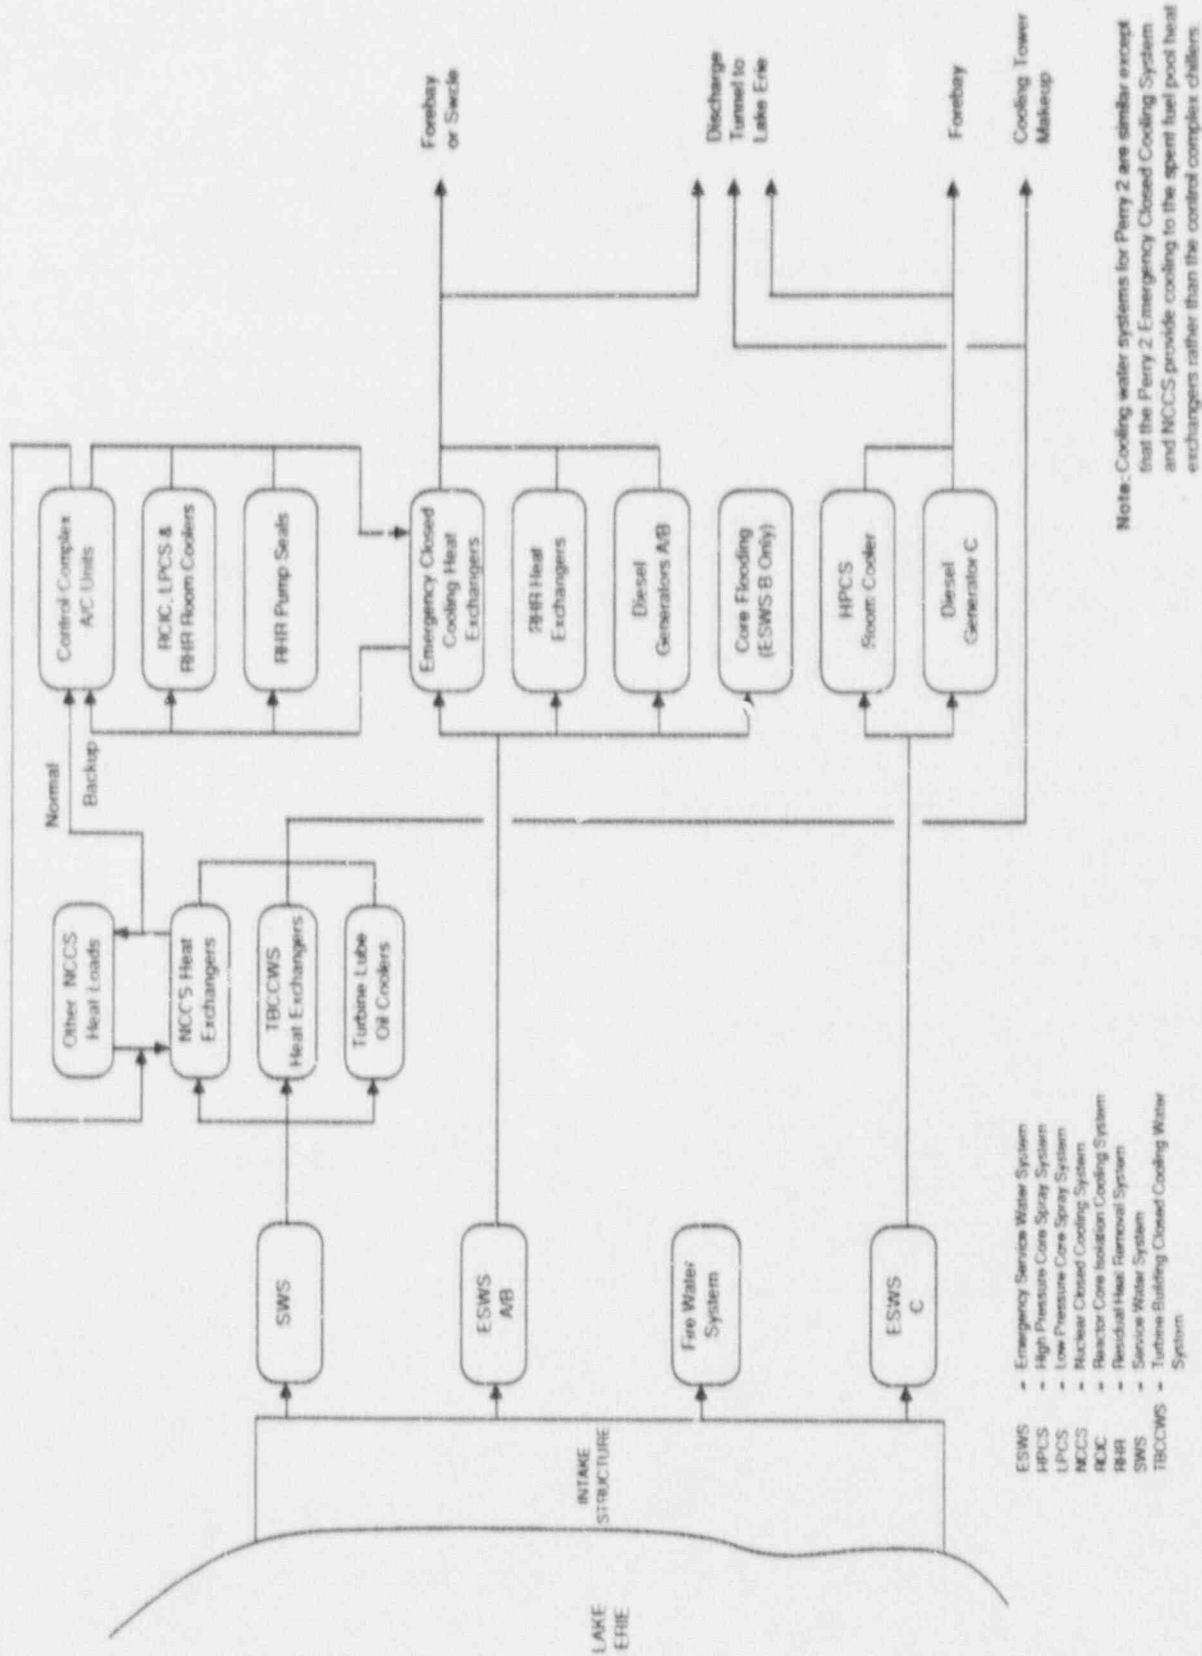 LAKE
ERIE
INTAKE
STRUCTURE
SWS
ESWS
A/B
Fire Water
System
ESWS
C
Other NCCS
Heat Loads
NCCS Heat
Exchangers
TBCCWS
Heat Exchangers
Turbine Lube
Oil Coolers
Normal
Backup
Control Complex
A/C Units
RCIC, LPCS &
RHR Room Coolers
RHR Pump Seals
Emergency Closed
Cooling Heat
Exchangers
RHR Heat
Exchangers
Diesel
Generators A/B
Core Flooding
(ESWS B Only)
HPCS
Room Cooler
Diesel
Generator C
Forebay
or Swale
Discharge
Tunnel to
Lake Erie
Forebay
Cooling Tower
Makeup
ESWS – Emergency Service Water System
HPCS – High Pressure Core Spray System
LPCS – Low Pressure Core Spray System
NCCS – Nuclear Closed Cooling System
RCIC – Reactor Core Isolation Cooling System
RHR – Residual Heat Removal System
SWS – Service Water System
TBCCWS – Turbine Building Closed Cooling Water
System
Note: Cooling water systems for Perry 2 are similar except
that the Perry 2 Emergency Closed Cooling System
and NCCS provide cooling to the spent fuel pool heat
exchangers rather than the control complex chillers